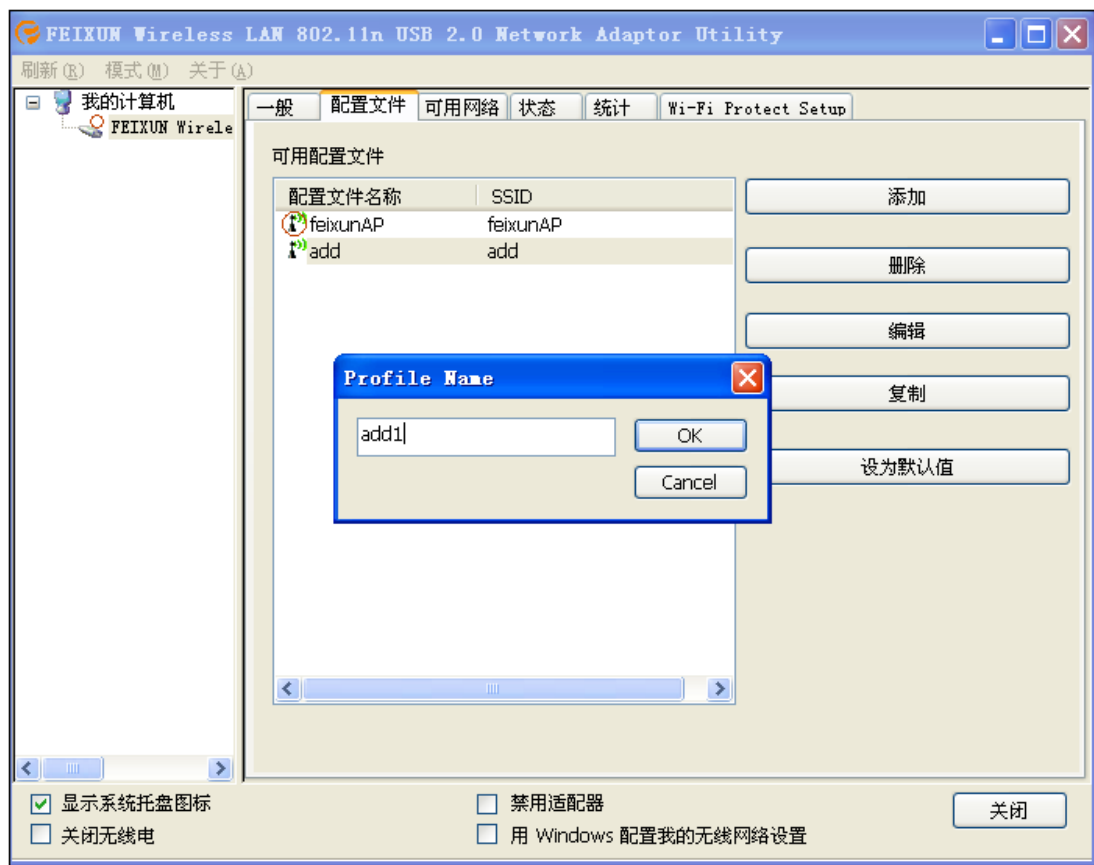 FEIXUN Wireless LAN 802.11n USB 2.0 Network Adaptor Utility
刷新(R) 模式(M) 关于(A)
我的计算机
FEIXUN Wirele
一般 配置文件 可用网络 状态 统计 Wi-Fi Protect Setup
可用配置文件
配置文件名称 SSID
feixunAP feixunAP
add add
添加
删除
编辑
复制
设为默认值
Profile Name
add1
OK
Cancel
显示系统托盘图标 禁用适配器
关闭无线电 用 Windows 配置我的无线网络设置
关闭